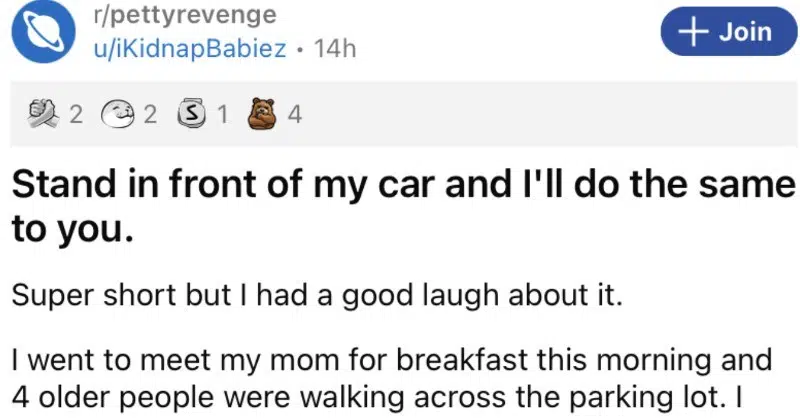 r/pettyrevenge
u/iKidnapBabiez • 14h
Join
2 2 S 1 4
Stand in front of my car and I'll do the same
to you.
Super short but I had a good laugh about it.
I went to meet my mom for breakfast this morning and
4 older people were walking across the parking lot. I